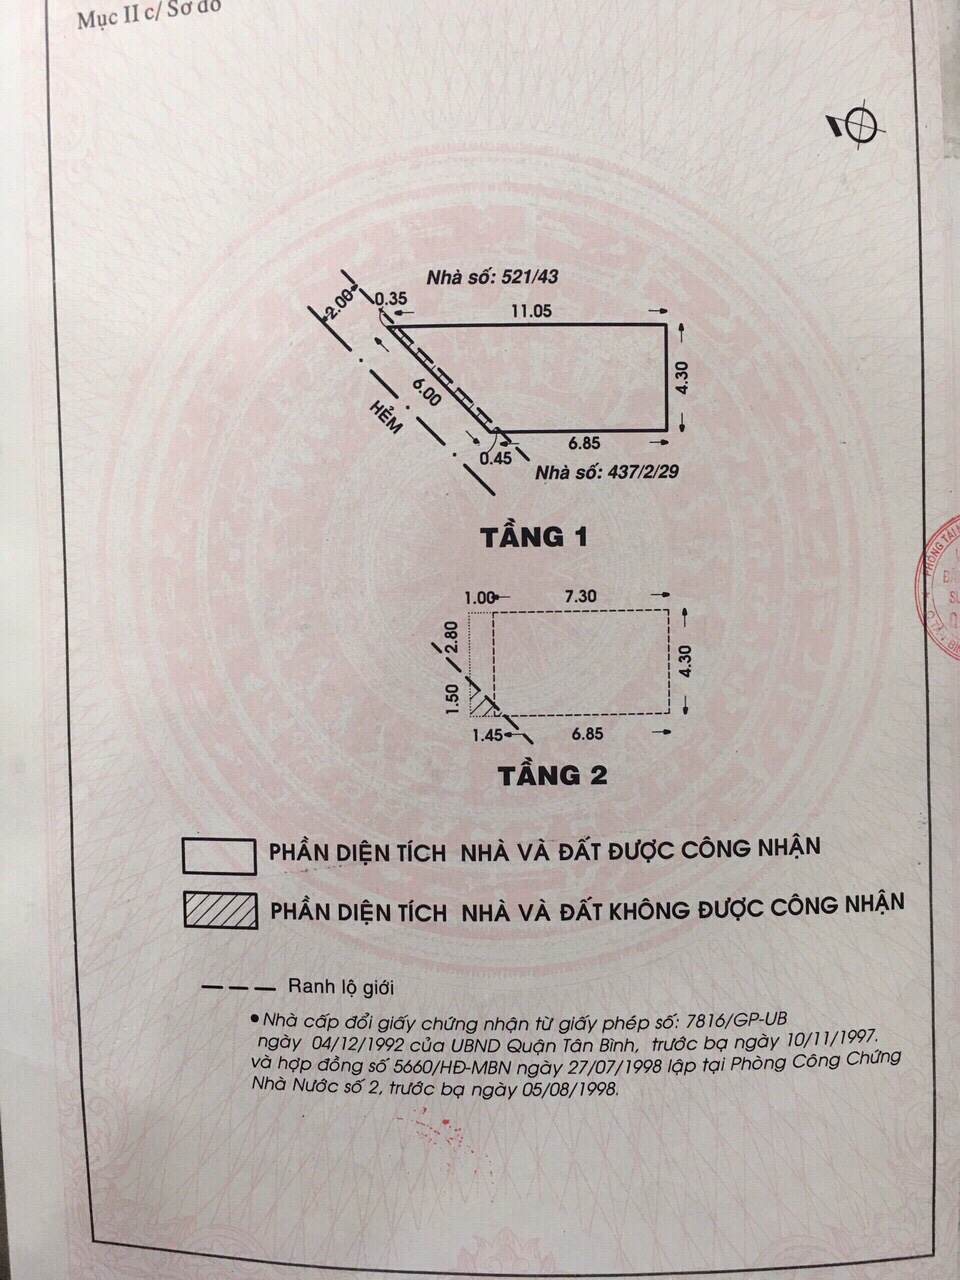 Mục II c/ Sơ đồ
Nhà số: 521/43
0.35
11.05
2.00
6.00
4.30
HẺM
6.85
0.45
Nhà số: 437/2/29
TẦNG 1
1.00
7.30
2.80
4.30
1.50
1.45
6.85
TẦNG 2
PHẦN DIỆN TÍCH NHÀ VÀ ĐẤT ĐƯỢC CÔNG NHẬN
PHẦN DIỆN TÍCH NHÀ VÀ ĐẤT KHÔNG ĐƯỢC CÔNG NHẬN
Ranh lộ giới
• Nhà cấp đổi giấy chứng nhận từ giấy phép số: 7816/GP-UB
ngày 04/12/1992 của UBND Quận Tân Bình, trước bạ ngày 10/11/1997.
và hợp đồng số 5660/HĐ-MBN ngày 27/07/1998 lập tại Phòng Công Chứng
Nhà Nước số 2, trước bạ ngày 05/08/1998.